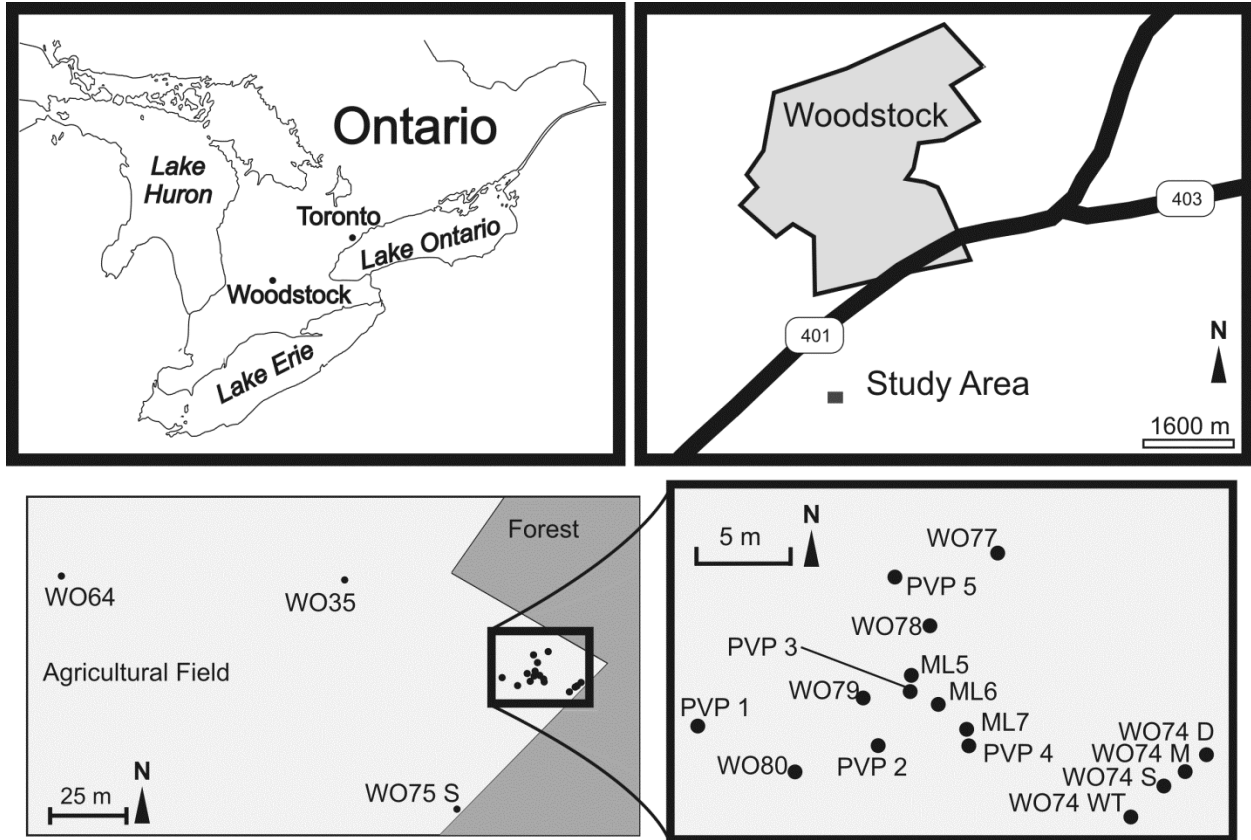 Ontario
Lake
Huron
Toronto
Lake Ontario
Woodstock
Lake Erie
Woodstock
403
401
N
Study Area
1600 m
Forest
WO64
WO35
Agricultural Field
N
WO75 S
25 m
N
5 m
WO77
PVP 5
WO78
PVP 3
ML5
WO79
ML6
PVP 1
ML7
WO74 D
PVP 4
WO74 M
WO80
PVP 2
WO74 S
WO74 WT